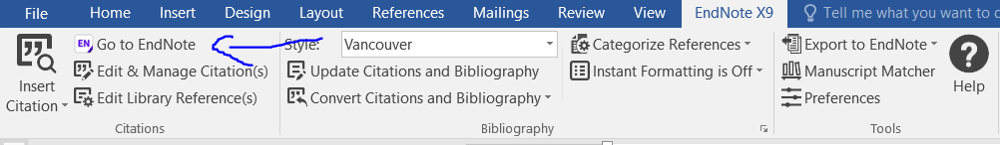 File Home Insert Design Layout References Mailings Review View EndNote X9 Tell me what you want to
EN Go to EndNote Style: Vancouver Categorize References Export to EndNote
Edit & Manage Citation(s) Update Citations and Bibliography Instant Formatting is Off Manuscript Matcher
Insert Citation Edit Library Reference(s) Convert Citations and Bibliography Preferences Help
Citations Bibliography Tools